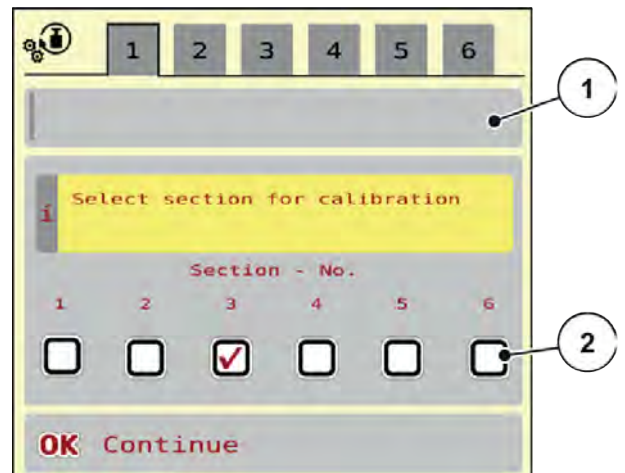 1 2 3 4 5 6
1
i Select section for calibration
Section - No.
1 2 3 4 5 6
2
OK Continue